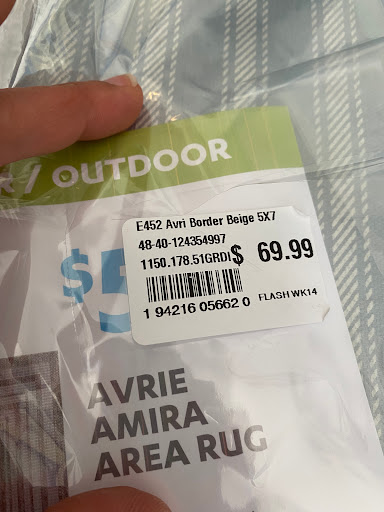 / OUTDOOR
E452 Avri Border Beige 5X7
48-40-124354997
1150.178.51GRDI $ 69.99
1 94216 05662 0 FLASH WK14
$5
AVRIE
AMIRA
AREA RUG